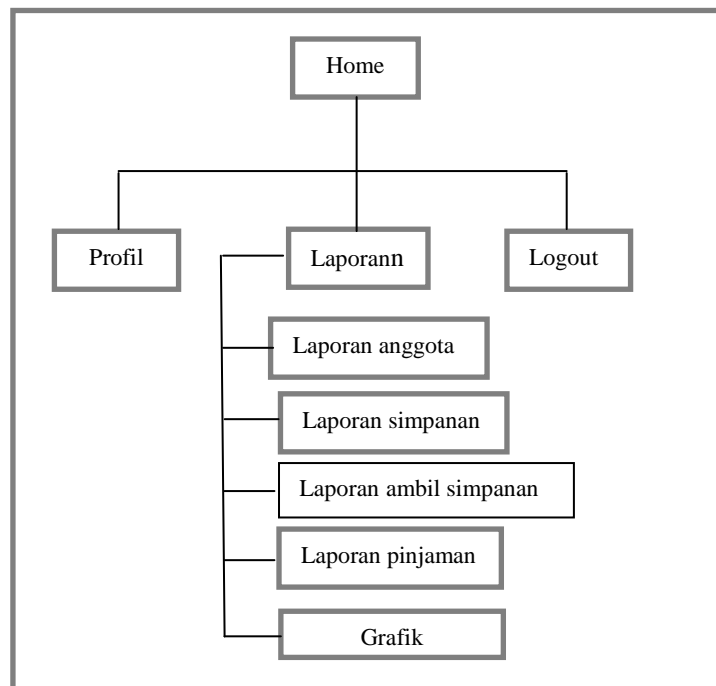 Home
Profil
Laporann
Logout
Laporan anggota
Laporan simpanan
Laporan ambil simpanan
Laporan pinjaman
Grafik